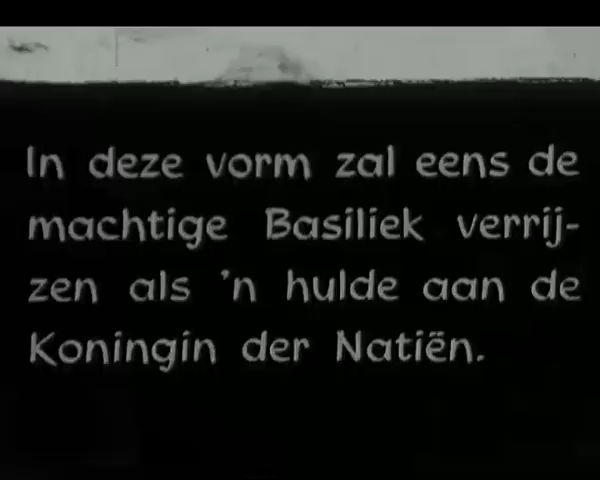 In deze vorm zal eens de
machtige Basiliek verrij-
zen als 'n hulde aan de
Koningin der Natiën.